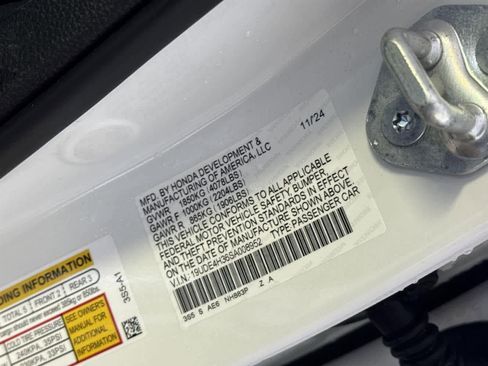 MFD. BY HONDA DEVELOPMENT &
MANUFACTURING OF AMERICA, LLC 11/24
GVWR 1850KG (4078LBS)
GAWR F 1000KG (2204LBS)
GAWR R 865KG (1906LBS)
THIS VEHICLE CONFORMS TO ALL APPLICABLE
FEDERAL MOTOR VEHICLE SAFETY, BUMPER,
AND THEFT PREVENTION STANDARDS IN EFFECT
ON THE DATE OF MANUFACTURE SHOWN ABOVE.
V.I.N.: 19UDE4H36SA008952 TYPE PASSENGER CAR
3S5 S AE6 NH883P Z A
DING INFORMATION
TOTAL 5 FRONT 2 REAR 3
3S5-A1
COLD TIRE PRESSURE
240KPA, 35PSI
230KPA, 33PSI
SEE OWNER'S
MANUAL FOR
ADDITIONAL
INFORMATION